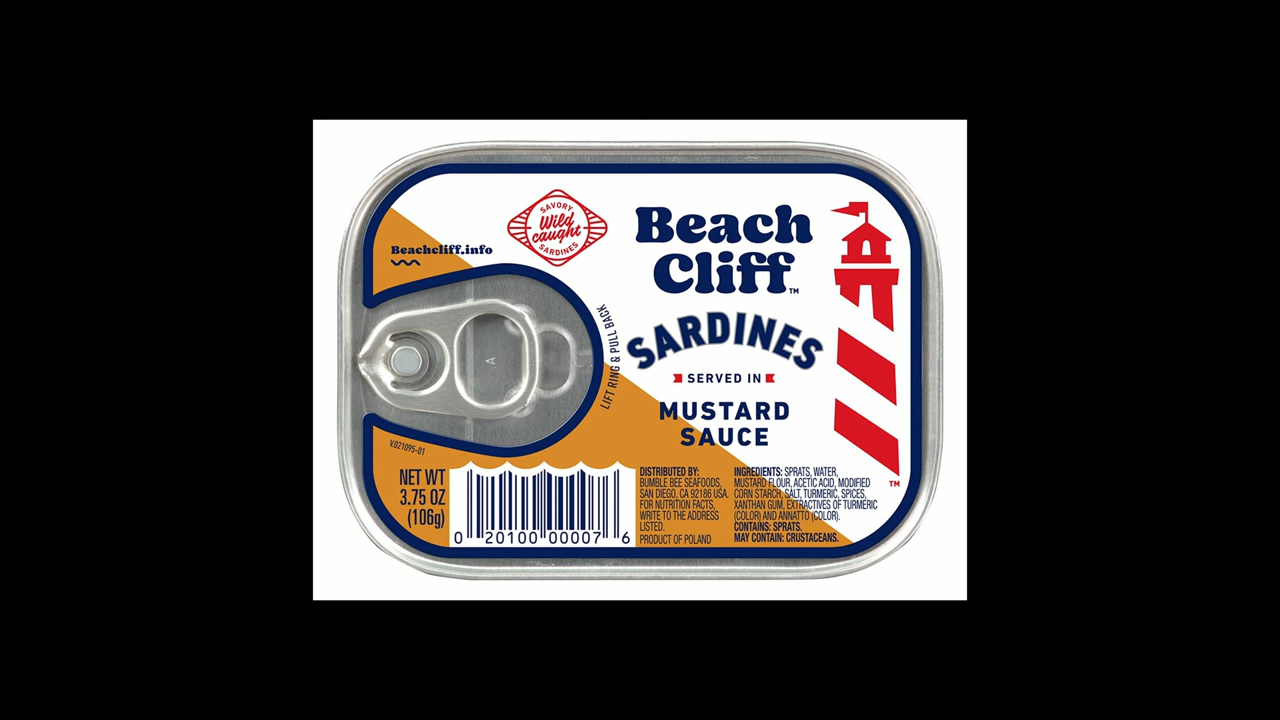 SAVORY
Wild
caught
SARDINES
Beachcliff.info
Beach
Cliff™
SARDINES
SERVED IN
MUSTARD
SAUCE
LIFT RING & PULL BACK
A
V.021095-01
NET WT
3.75 OZ
(106g)
0 20100 00007 6
DISTRIBUTED BY:
BUMBLE BEE SEAFOODS,
SAN DIEGO, CA 92186 USA.
FOR NUTRITION FACTS,
WRITE TO THE ADDRESS
LISTED.
PRODUCT OF POLAND
INGREDIENTS: SPRATS, WATER,
MUSTARD FLOUR, ACETIC ACID, MODIFIED
CORN STARCH, SALT, TURMERIC, SPICES,
XANTHAN GUM, EXTRACTIVES OF TURMERIC
(COLOR) AND ANNATTO (COLOR).
CONTAINS: SPRATS.
MAY CONTAIN: CRUSTACEANS.
TM